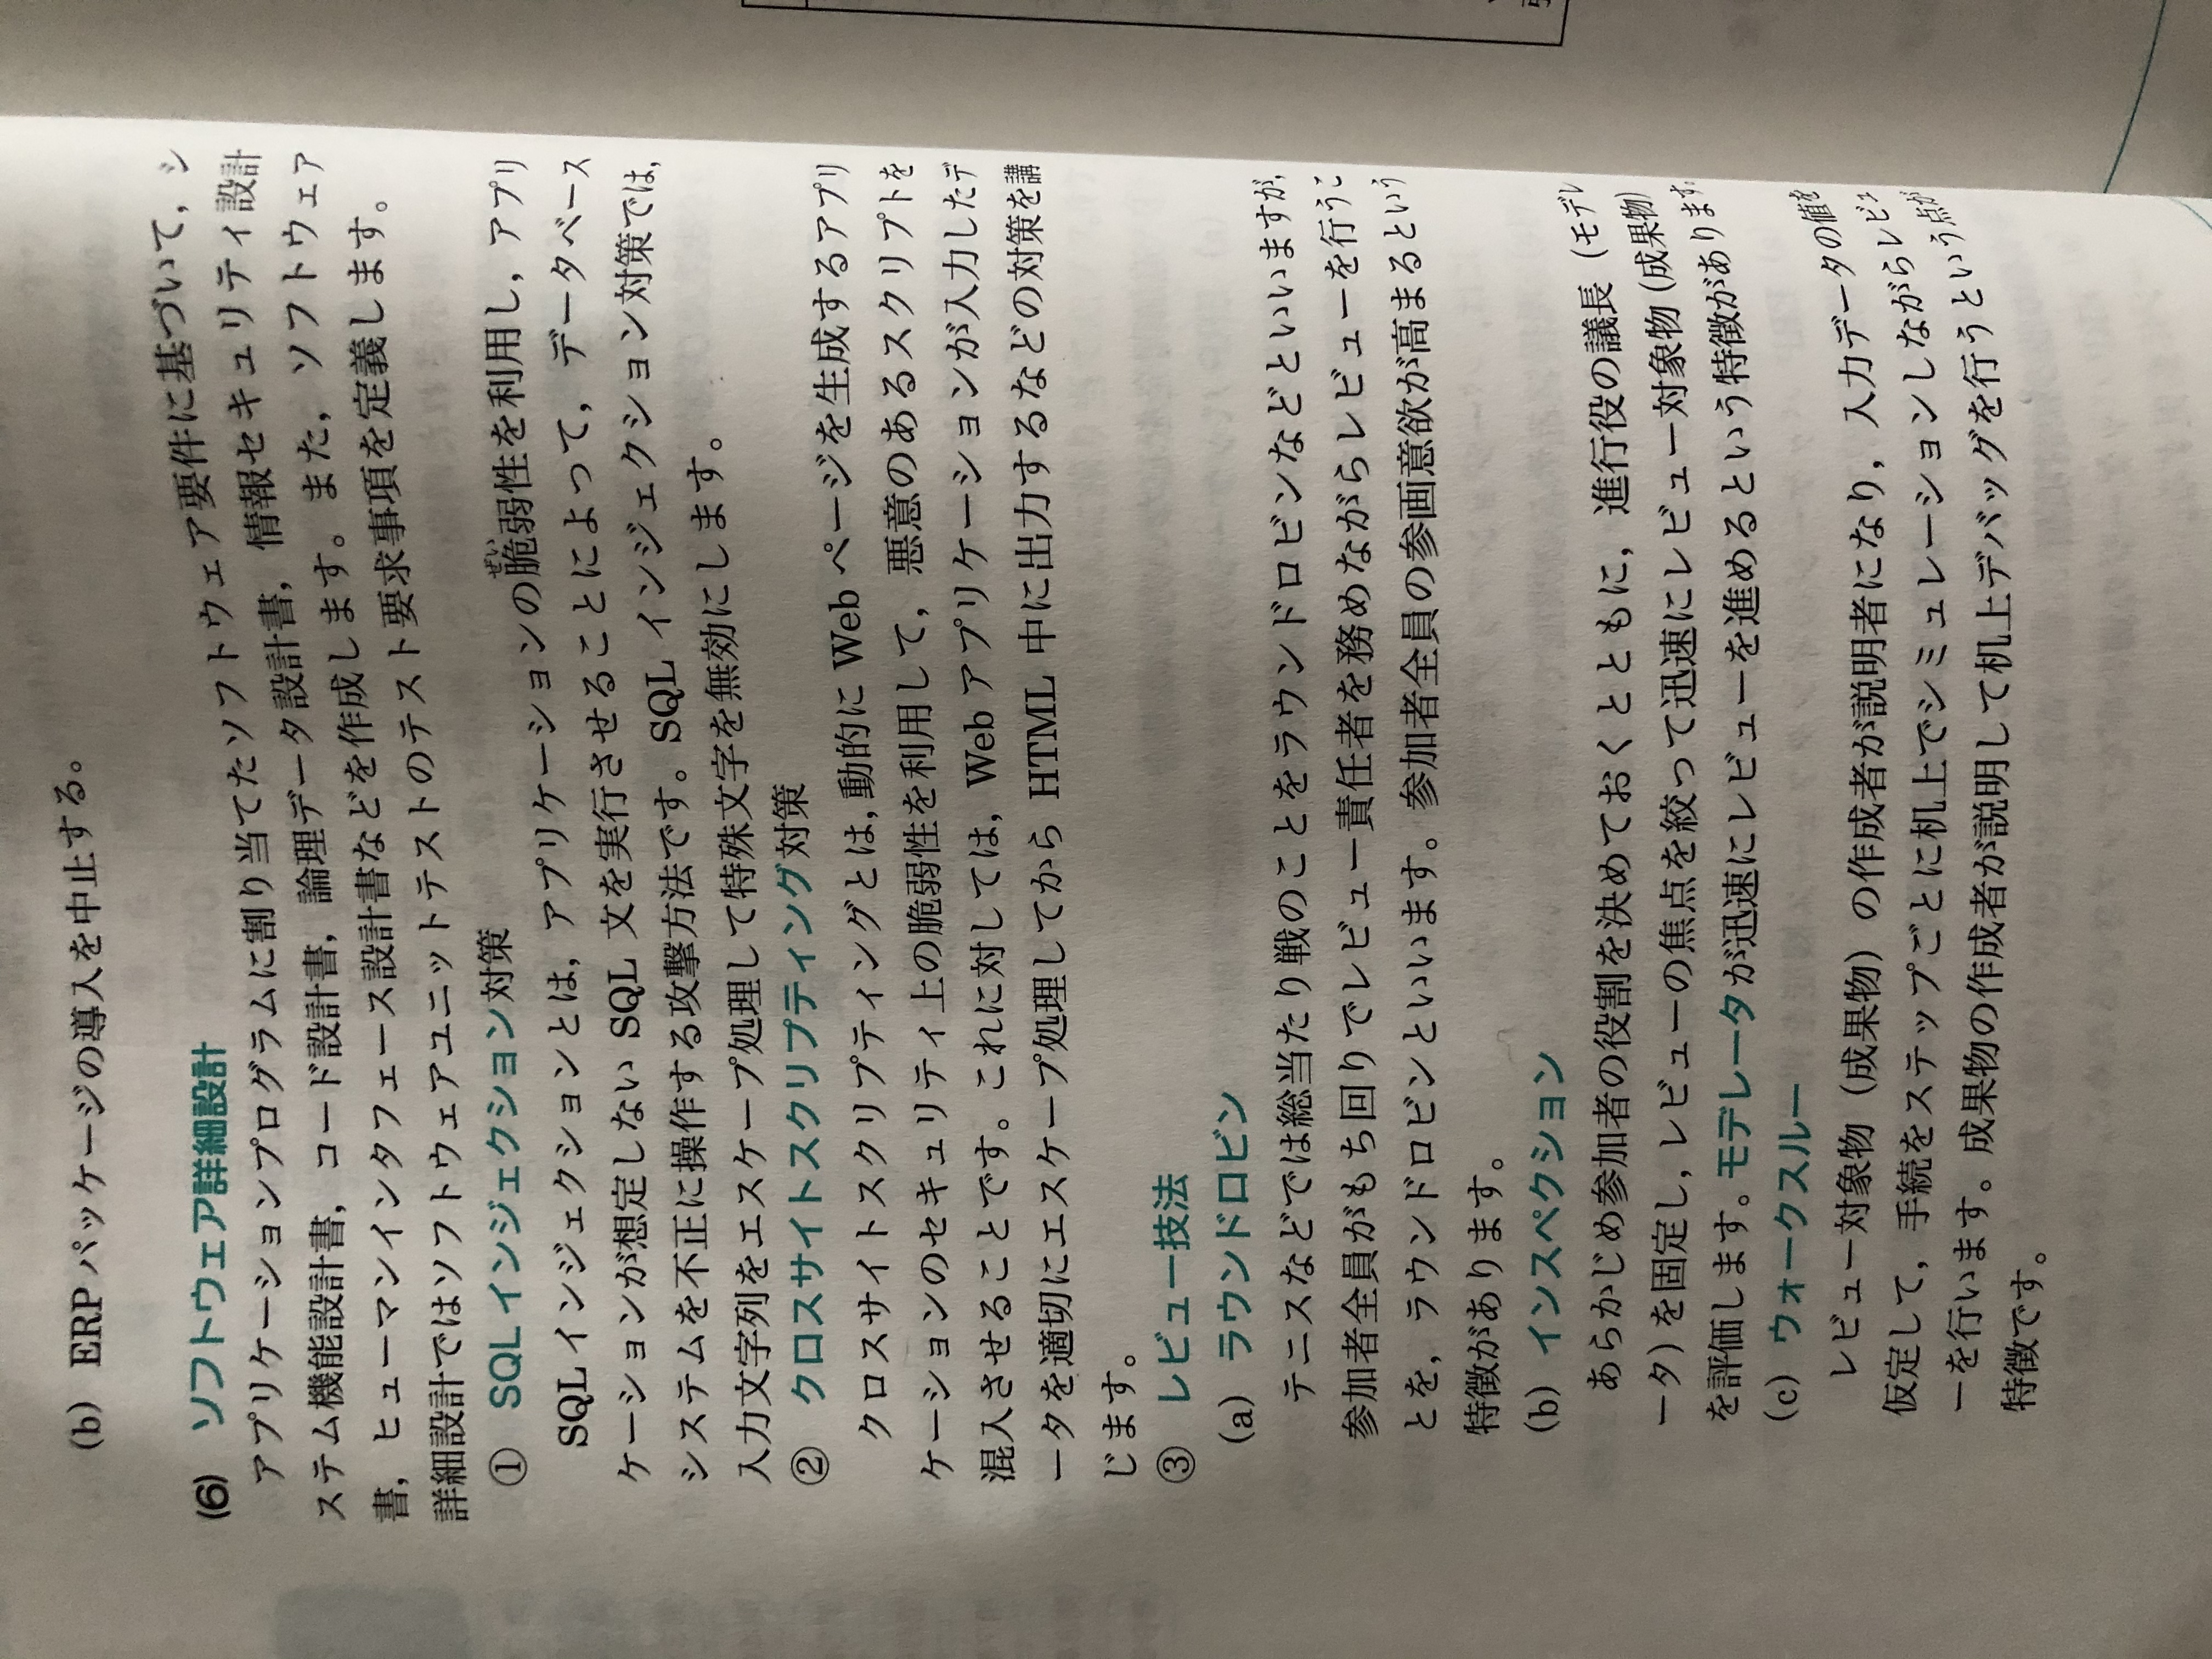 (b) ERPパッケージの導入を中止する。
(6) ソフトウェア詳細設計
アプリケーションプログラムに割り当てたソフトウェア要件に基づいて，シ
ステム機能設計書，コード設計書，論理データ設計書，情報セキュリティ設計
書，ヒューマンインタフェース設計書などを作成します。また，ソフトウェア
詳細設計ではソフトウェアユニットテストのテスト要求事項を定義します。
① SQLインジェクション対策
SQLインジェクションとは，アプリケーションの脆弱性を利用し，アプリ
ぜい
ケーションが想定しない SQL 文を実行させることによって，データベース
システムを不正に操作する攻撃方法です。SQL インジェクション対策では，
入力文字列をエスケープ処理して特殊文字を無効にします。
② クロスサイトスクリプティング対策
クロスサイトスクリプティングとは，動的に Web ページを生成するアプリ
ケーションのセキュリティ上の脆弱性を利用して，悪意のあるスクリプトを
混入させることです。これに対しては，Web アプリケーションが入力したデ
ータを適切にエスケープ処理してから HTML 中に出力するなどの対策を講
じます。
③ レビュー技法
(a) ラウンドロビン
テニスなどでは総当たり戦のことをラウンドロビンなどといいますが，
参加者全員がもち回りでレビュー責任者を務めながらレビューを行うこ
とを，ラウンドロビンといいます。参加者全員の参画意欲が高まるという
特徴があります。
(b) インスペクション
あらかじめ参加者の役割を決めておくとともに，進行役の議長（モデレ
ータ）を固定し，レビューの焦点を絞って迅速にレビュー対象物（成果物）
を評価します。モデレータが迅速にレビューを進めるという特徴があります。
(c) ウォークスルー
レビュー対象物（成果物）の作成者が説明者になり，入力データの値を
仮定して，手続をステップごとに机上でシミュレーションしながらレビュ
ーを行います。成果物の作成者が説明して机上デバッグを行うという点が
特徴です。